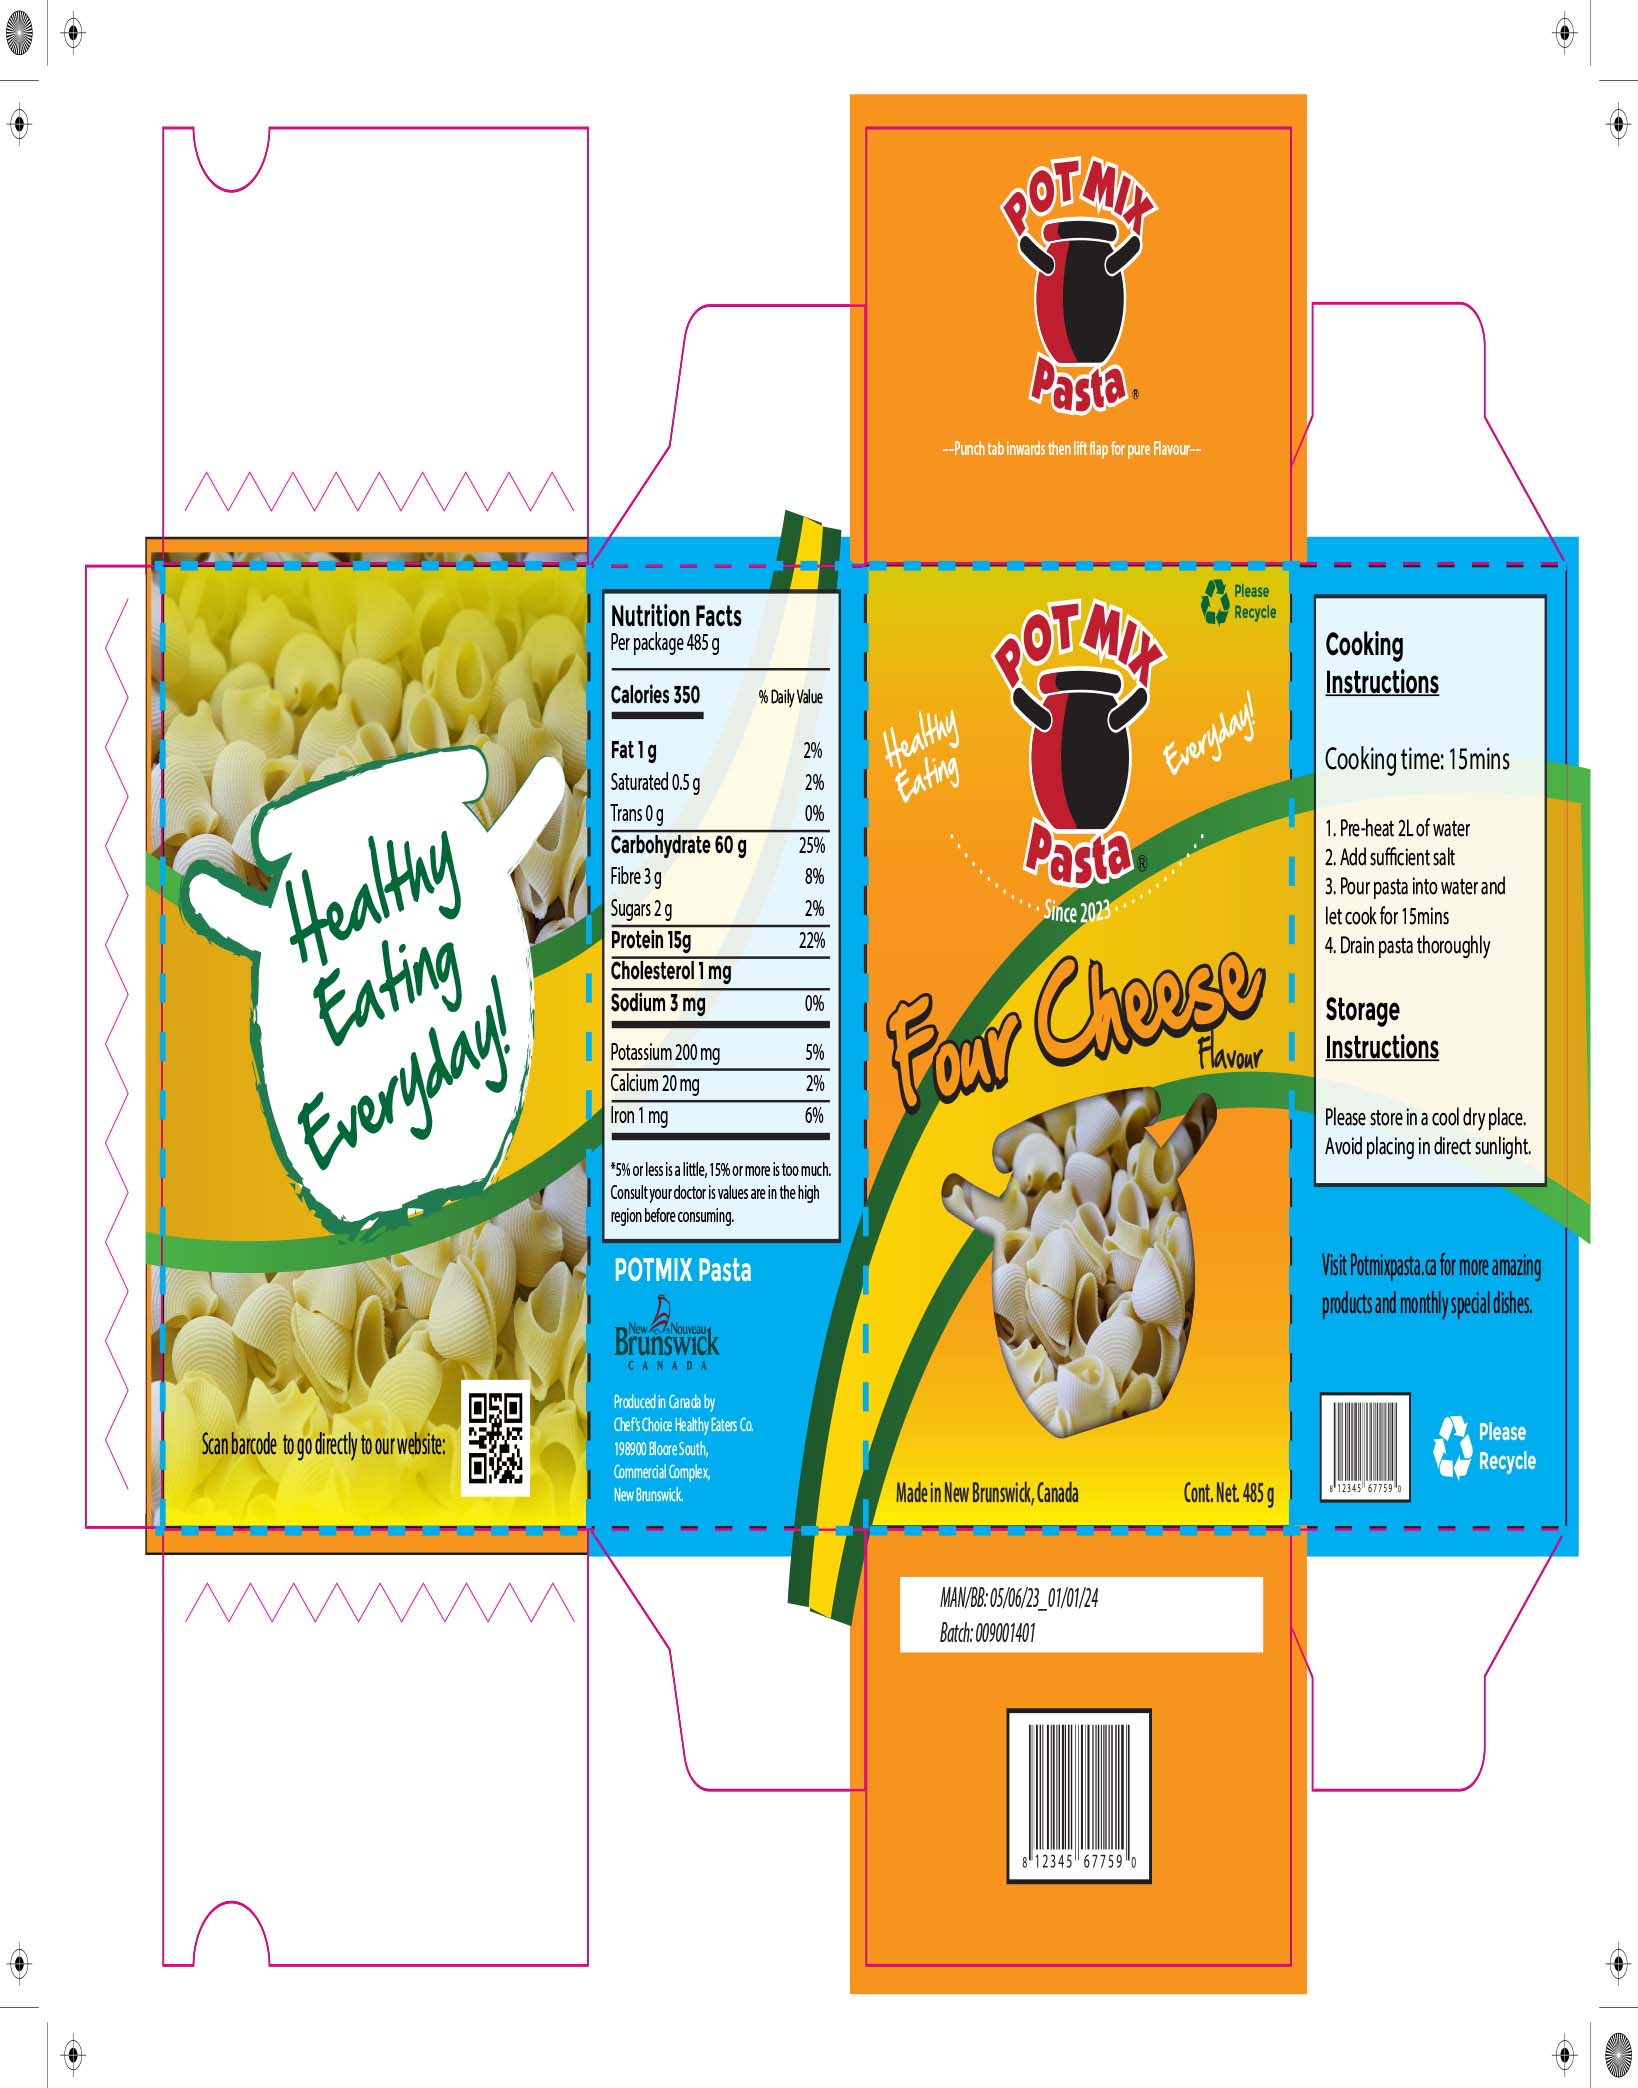 POT MIX
Pasta ®
---Punch tab inwards then lift flap for pure Flavour---
Healthy
Eating
Everyday!
Scan barcode to go directly to our website:
Nutrition Facts
Per package 485 g
Calories 350 % Daily Value
Fat 1 g 2%
Saturated 0.5 g 2%
Trans 0 g 0%
Carbohydrate 60 g 25%
Fibre 3 g 8%
Sugars 2 g 2%
Protein 15g 22%
Cholesterol 1 mg
Sodium 3 mg 0%
Potassium 200 mg 5%
Calcium 20 mg 2%
Iron 1 mg 6%
*5% or less is a little, 15% or more is too much.
Consult your doctor is values are in the high
region before consuming.
POTMIX Pasta
New Nouveau
Brunswick
CANADA
Produced in Canada by
Chef's Choice Healthy Eaters Co.
198900 Bloore South,
Commercial Complex,
New Brunswick.
Please
Recycle
POT MIX
Healthy
Eating
Everyday!
Pasta ®
Since 2023
Four Cheese
Flavour
Made in New Brunswick, Canada Cont. Net. 485 g
Cooking
Instructions
Cooking time: 15mins
1. Pre-heat 2L of water
2. Add sufficient salt
3. Pour pasta into water and
let cook for 15mins
4. Drain pasta thoroughly
Storage
Instructions
Please store in a cool dry place.
Avoid placing in direct sunlight.
Visit Potmixpasta.ca for more amazing
products and monthly special dishes.
8 12345 67759 0
Please
Recycle
MAN/BB: 05/06/23_01/01/24
Batch: 009001401
8 12345 67759 0